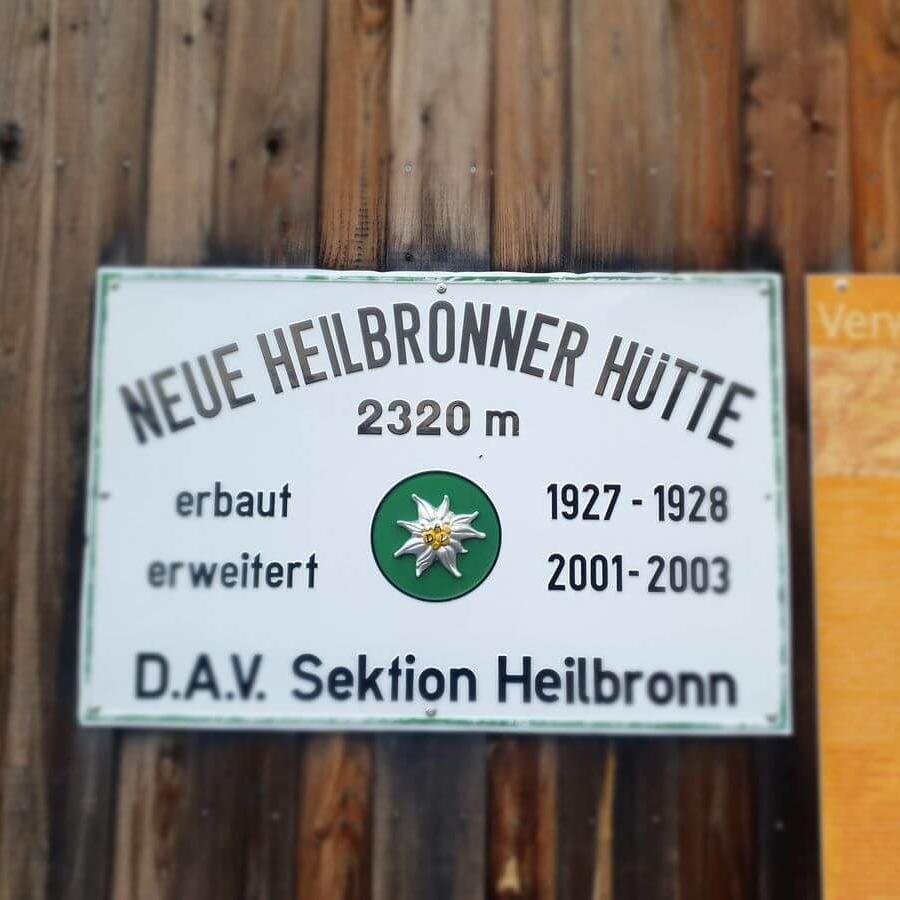 NEUE HEILBRONNER HÜTTE
2320 m
erbaut 1927 - 1928
erweitert 2001 - 2003
D.A.V. Sektion Heilbronn